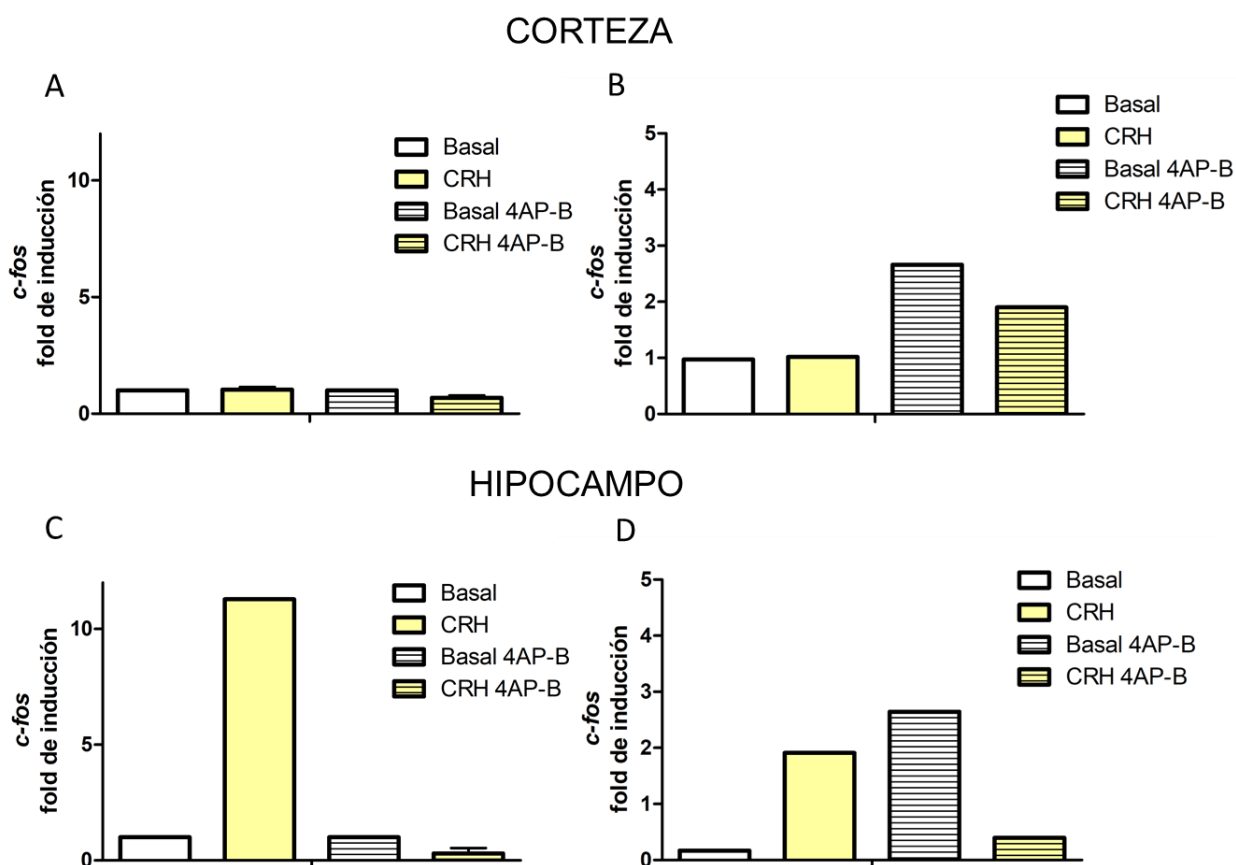 CORTEZA
A
c-fos
fold de inducción
10
5
0
Basal
CRH
Basal 4AP-B
CRH 4AP-B
B
c-fos
fold de inducción
5
4
3
2
1
0
Basal
CRH
Basal 4AP-B
CRH 4AP-B
HIPOCAMPO
C
c-fos
fold de inducción
10
5
0
Basal
CRH
Basal 4AP-B
CRH 4AP-B
D
c-fos
fold de inducción
5
4
3
2
1
0
Basal
CRH
Basal 4AP-B
CRH 4AP-B